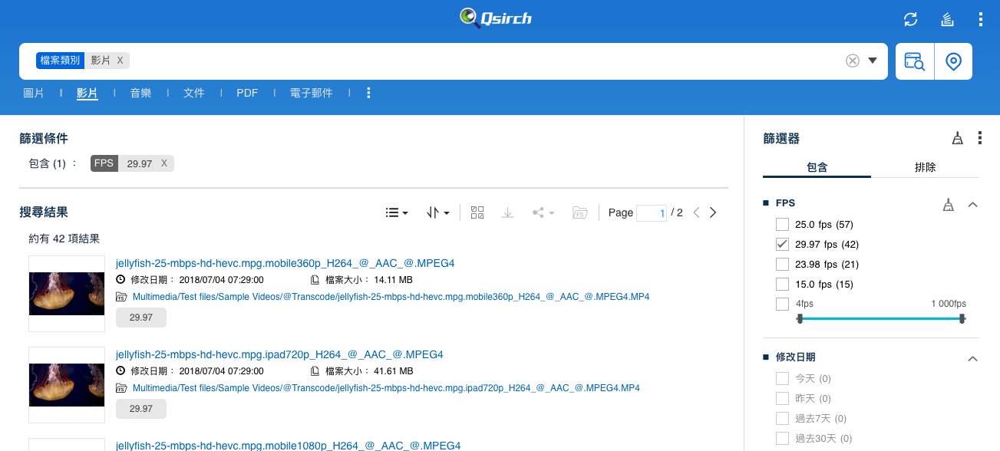 Qsirch
檔案類別 影片 X
圖片 | 影片 | 音樂 | 文件 | PDF | 電子郵件 |
篩選條件
包含 (1) ： FPS 29.97 X
搜尋結果
Page 1 / 2
約有 42 項結果
jellyfish-25-mbps-hd-hevc.mpg.mobile360p_H264_@_AAC_@.MPEG4
修改日期： 2018/07/04 07:29:00 檔案大小： 14.11 MB
Multimedia/Test files/Sample Videos/@Transcode/jellyfish-25-mbps-hd-hevc.mpg.mobile360p_H264_@_AAC_@.MPEG4.MP4
29.97
jellyfish-25-mbps-hd-hevc.mpg.ipad720p_H264_@_AAC_@.MPEG4
修改日期： 2018/07/04 07:29:00 檔案大小： 41.61 MB
Multimedia/Test files/Sample Videos/@Transcode/jellyfish-25-mbps-hd-hevc.mpg.ipad720p_H264_@_AAC_@.MPEG4.MP4
29.97
jellyfish-25-mbps-hd-hevc.mpg.mobile1080p_H264_@_AAC_@.MPEG4
篩選器
包含 排除
FPS
25.0 fps (57)
29.97 fps (42)
23.98 fps (21)
15.0 fps (15)
4fps 1 000fps
修改日期
今天 (0)
昨天 (0)
過去7天 (0)
過去30天 (0)